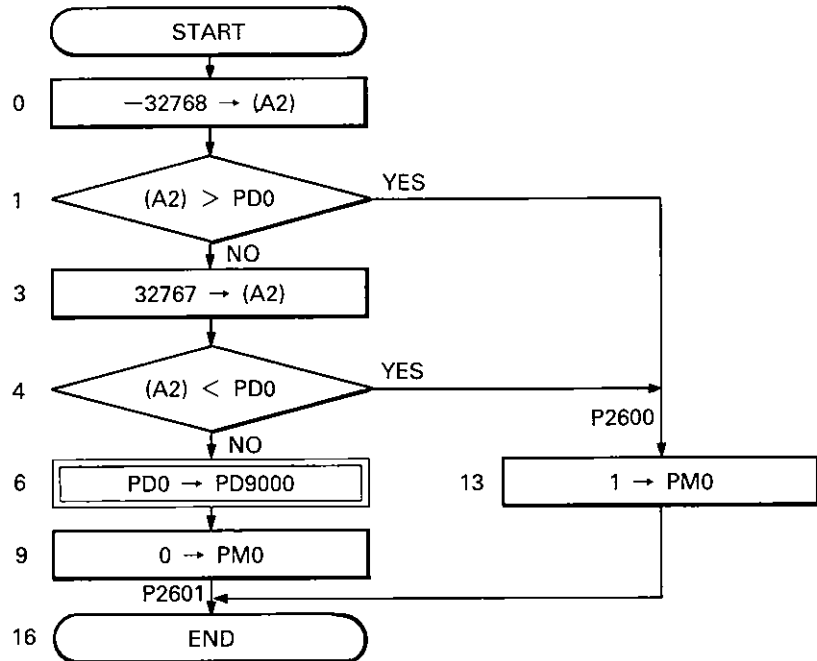 START
0 −32768 → (A2)
1 (A2) > PD0 YES
NO
3 32767 → (A2)
4 (A2) < PD0 YES
P2600
NO
6 PD0 → PD9000
13 1 → PM0
9 0 → PM0
P2601
16 END